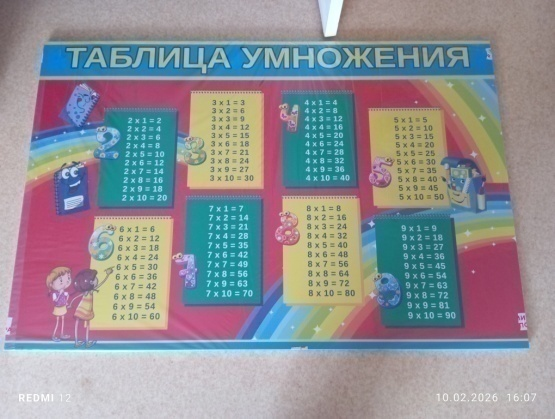 ТАБЛИЦА УМНОЖЕНИЯ
2 x 1 = 2
2 x 2 = 4
2 x 3 = 6
2 x 4 = 8
2 x 5 = 10
2 x 6 = 12
2 x 7 = 14
2 x 8 = 16
2 x 9 = 18
2 x 10 = 20
3 x 1 = 3
3 x 2 = 6
3 x 3 = 9
3 x 4 = 12
3 x 5 = 15
3 x 6 = 18
3 x 7 = 21
3 x 8 = 24
3 x 9 = 27
3 x 10 = 30
4 x 1 = 4
4 x 2 = 8
4 x 3 = 12
4 x 4 = 16
4 x 5 = 20
4 x 6 = 24
4 x 7 = 28
4 x 8 = 32
4 x 9 = 36
4 x 10 = 40
5 x 1 = 5
5 x 2 = 10
5 x 3 = 15
5 x 4 = 20
5 x 5 = 25
5 x 6 = 30
5 x 7 = 35
5 x 8 = 40
5 x 9 = 45
5 x 10 = 50
6 x 1 = 6
6 x 2 = 12
6 x 3 = 18
6 x 4 = 24
6 x 5 = 30
6 x 6 = 36
6 x 7 = 42
6 x 8 = 48
6 x 9 = 54
6 x 10 = 60
7 x 1 = 7
7 x 2 = 14
7 x 3 = 21
7 x 4 = 28
7 x 5 = 35
7 x 6 = 42
7 x 7 = 49
7 x 8 = 56
7 x 9 = 63
7 x 10 = 70
8 x 1 = 8
8 x 2 = 16
8 x 3 = 24
8 x 4 = 32
8 x 5 = 40
8 x 6 = 48
8 x 7 = 56
8 x 8 = 64
8 x 9 = 72
8 x 10 = 80
9 x 1 = 9
9 x 2 = 18
9 x 3 = 27
9 x 4 = 36
9 x 5 = 45
9 x 6 = 54
9 x 7 = 63
9 x 8 = 72
9 x 9 = 81
9 x 10 = 90
2
3
4
5
6
7
8
9
REDMI 12
10.02.2026 16:07